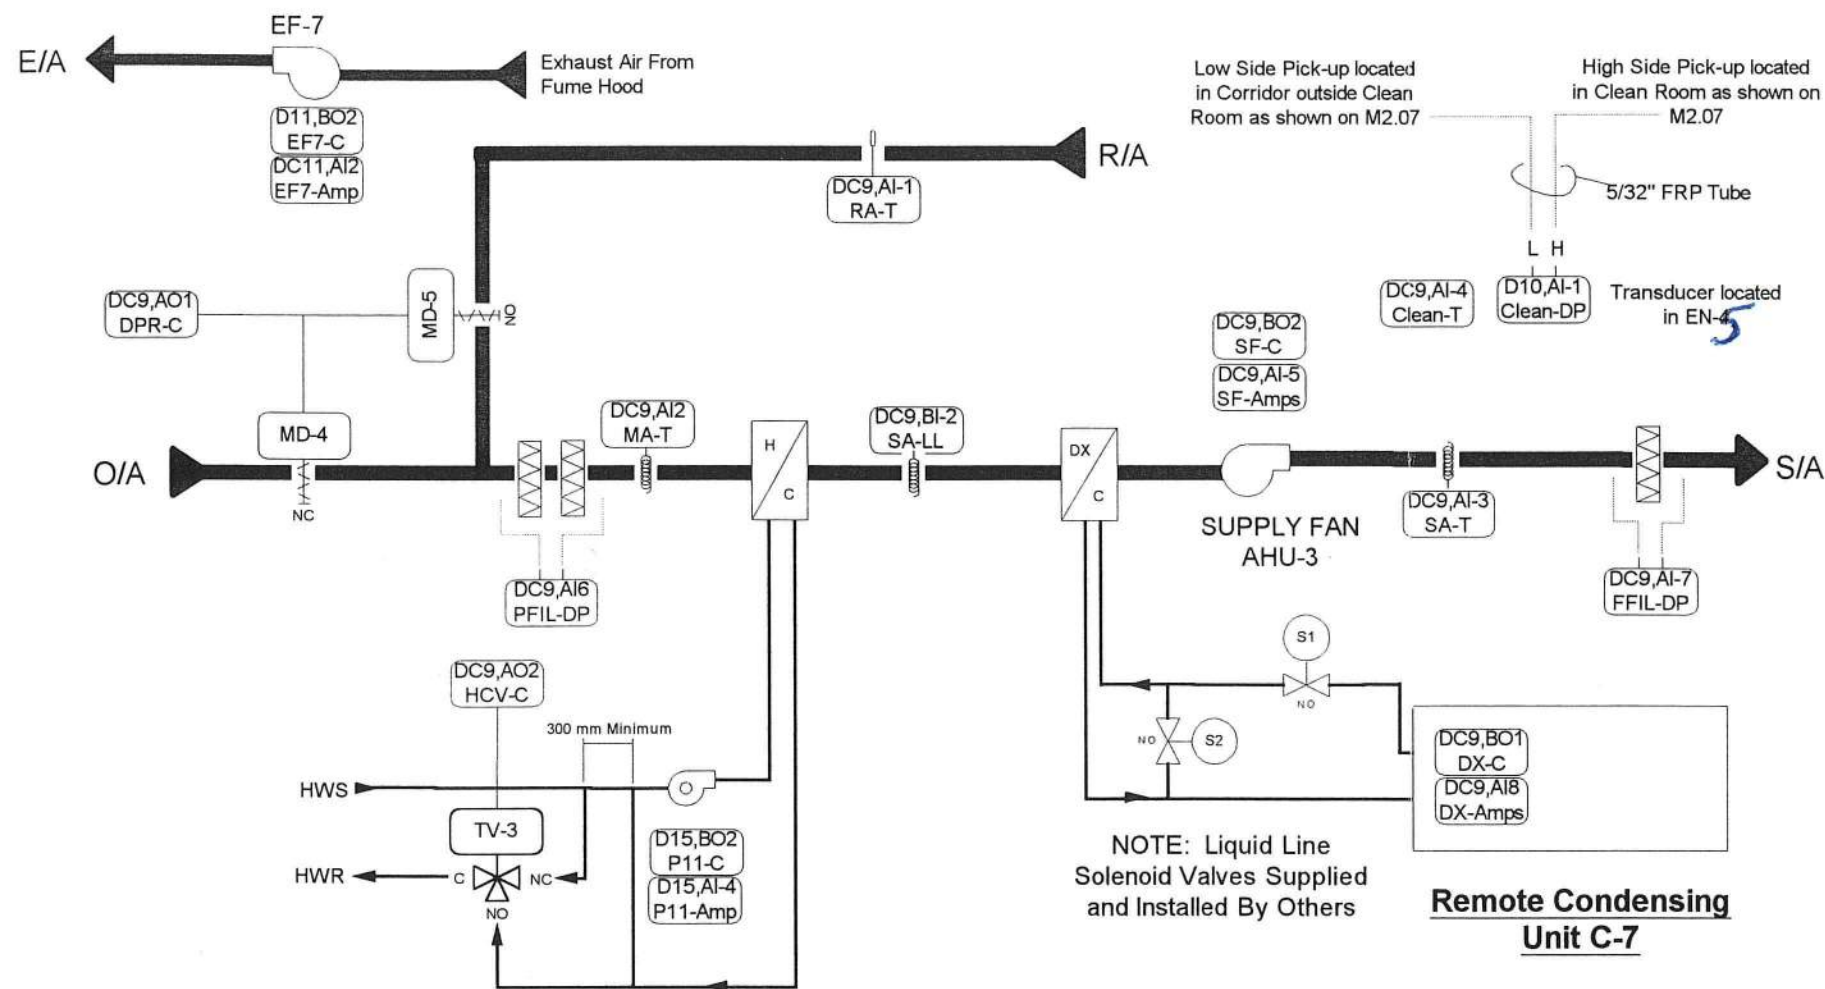 EF-7
E/A
Exhaust Air From
Fume Hood
D11,BO2
EF7-C
DC11,AI2
EF7-Amp
Low Side Pick-up located
in Corridor outside Clean
Room as shown on M2.07
High Side Pick-up located
in Clean Room as shown on
M2.07
5/32" FRP Tube
R/A
DC9,AI-1
RA-T
L H
DC9,AI-4
Clean-T
D10,AI-1
Clean-DP
Transducer located
in EN-4
5
DC9,AO1
DPR-C
MD-5
NO
DC9,BO2
SF-C
DC9,AI-5
SF-Amps
MD-4
NC
DC9,AI2
MA-T
DC9,BI-2
SA-LL
O/A
H
C
DX
C
S/A
SUPPLY FAN
AHU-3
DC9,AI-3
SA-T
DC9,AI6
PFIL-DP
DC9,AI-7
FFIL-DP
DC9,AO2
HCV-C
300 mm Minimum
HWS
TV-3
HWR
C
NC
NO
D15,BO2
P11-C
D15,AI-4
P11-Amp
S1
NO
NO
S2
DC9,BO1
DX-C
DC9,AI8
DX-Amps
NOTE: Liquid Line
Solenoid Valves Supplied
and Installed By Others
Remote Condensing
Unit C-7